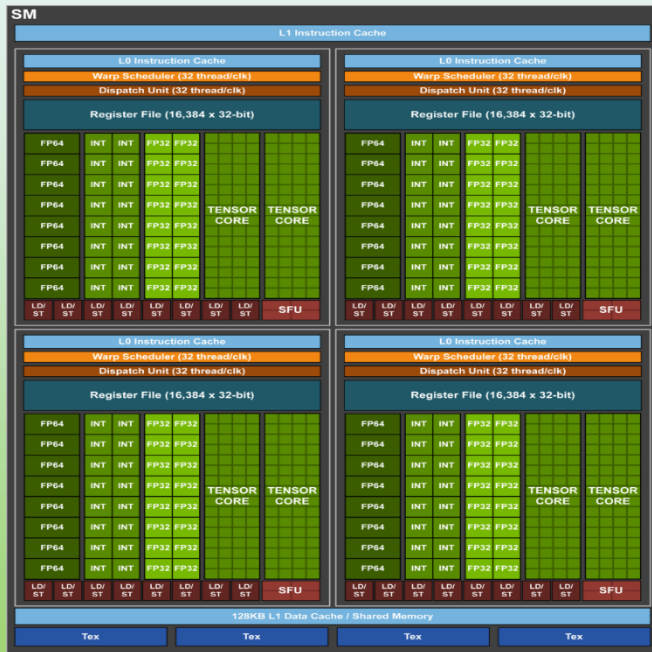 SM
L1 Instruction Cache
L0 Instruction Cache
Warp Scheduler (32 thread/clk)
Dispatch Unit (32 thread/clk)
Register File (16,384 x 32-bit)
FP64 INT INT FP32 FP32
FP64 INT INT FP32 FP32
FP64 INT INT FP32 FP32
FP64 INT INT FP32 FP32
FP64 INT INT FP32 FP32
FP64 INT INT FP32 FP32
FP64 INT INT FP32 FP32
FP64 INT INT FP32 FP32
TENSOR TENSOR
CORE CORE
LD/ LD/ LD/ LD/ LD/ LD/ LD/ LD/
ST ST ST ST ST ST ST ST
SFU
L0 Instruction Cache
Warp Scheduler (32 thread/clk)
Dispatch Unit (32 thread/clk)
Register File (16,384 x 32-bit)
FP64 INT INT FP32 FP32
FP64 INT INT FP32 FP32
FP64 INT INT FP32 FP32
FP64 INT INT FP32 FP32
FP64 INT INT FP32 FP32
FP64 INT INT FP32 FP32
FP64 INT INT FP32 FP32
FP64 INT INT FP32 FP32
TENSOR TENSOR
CORE CORE
LD/ LD/ LD/ LD/ LD/ LD/ LD/ LD/
ST ST ST ST ST ST ST ST
SFU
L0 Instruction Cache
Warp Scheduler (32 thread/clk)
Dispatch Unit (32 thread/clk)
Register File (16,384 x 32-bit)
FP64 INT INT FP32 FP32
FP64 INT INT FP32 FP32
FP64 INT INT FP32 FP32
FP64 INT INT FP32 FP32
FP64 INT INT FP32 FP32
FP64 INT INT FP32 FP32
FP64 INT INT FP32 FP32
FP64 INT INT FP32 FP32
TENSOR TENSOR
CORE CORE
LD/ LD/ LD/ LD/ LD/ LD/ LD/ LD/
ST ST ST ST ST ST ST ST
SFU
L0 Instruction Cache
Warp Scheduler (32 thread/clk)
Dispatch Unit (32 thread/clk)
Register File (16,384 x 32-bit)
FP64 INT INT FP32 FP32
FP64 INT INT FP32 FP32
FP64 INT INT FP32 FP32
FP64 INT INT FP32 FP32
FP64 INT INT FP32 FP32
FP64 INT INT FP32 FP32
FP64 INT INT FP32 FP32
FP64 INT INT FP32 FP32
TENSOR TENSOR
CORE CORE
LD/ LD/ LD/ LD/ LD/ LD/ LD/ LD/
ST ST ST ST ST ST ST ST
SFU
128KB L1 Data Cache / Shared Memory
Tex Tex Tex Tex